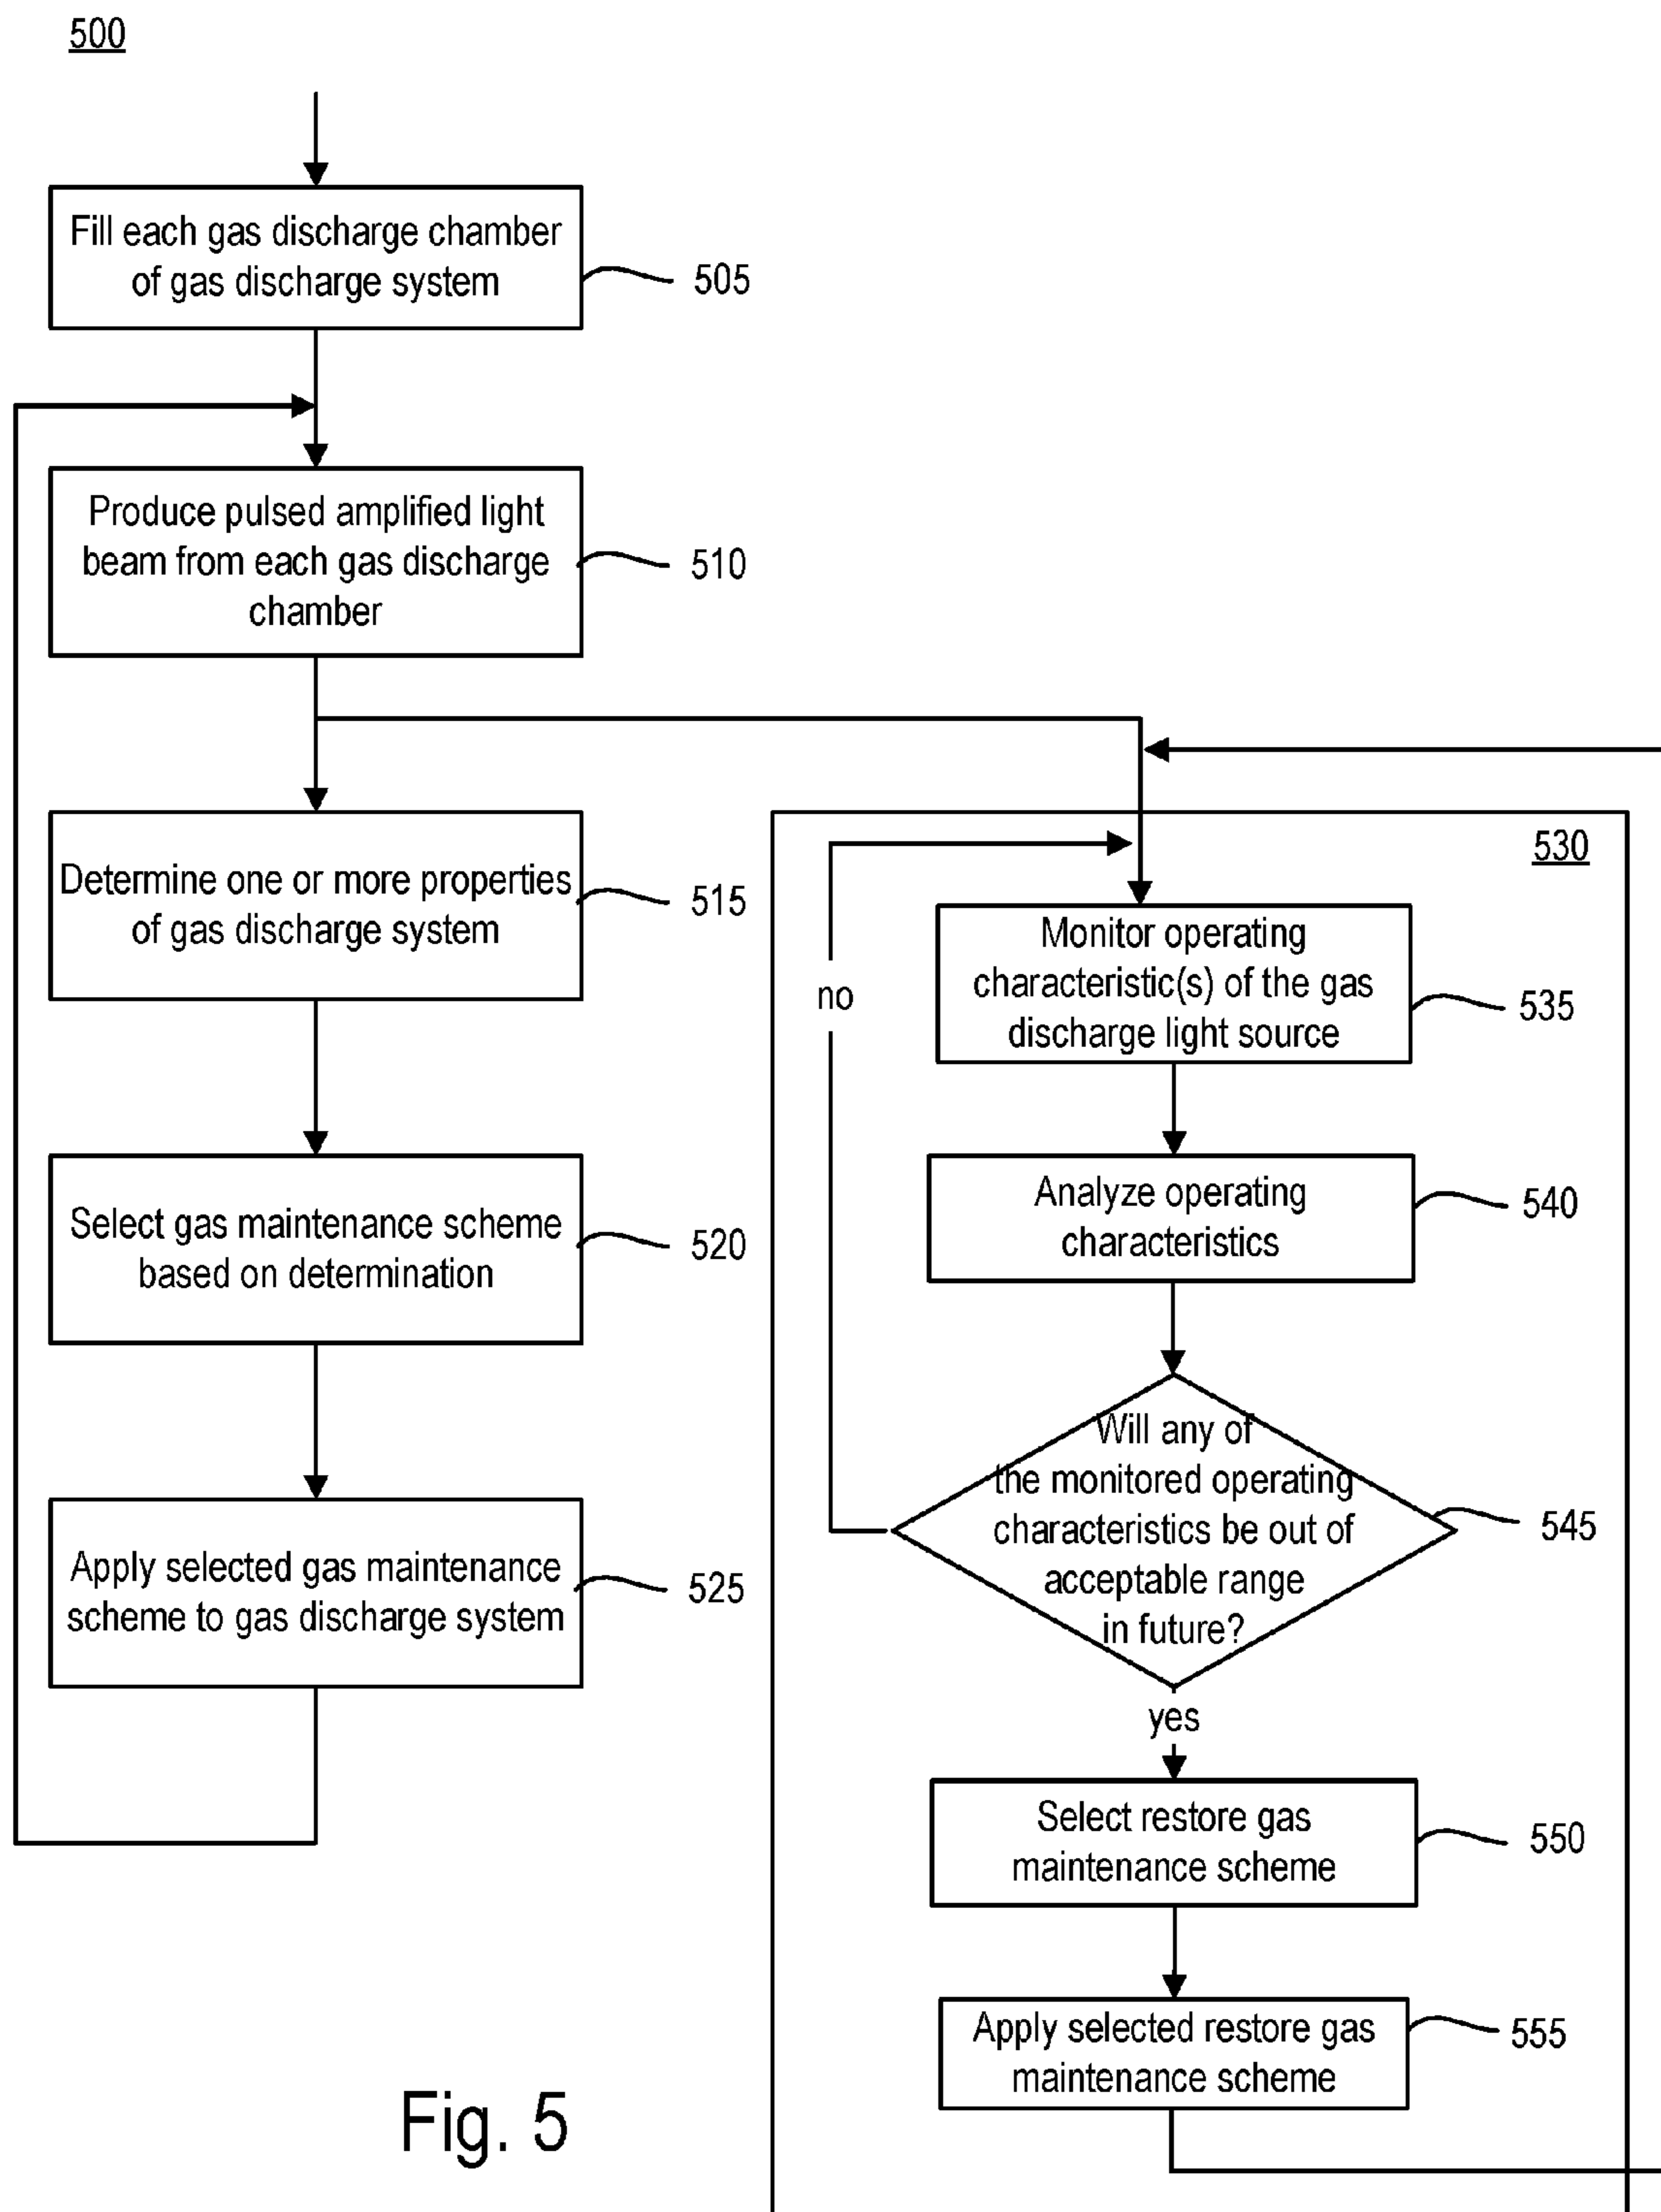 500
Fill each gas discharge chamber
of gas discharge system
505
Produce pulsed amplified light
beam from each gas discharge
chamber
510
Determine one or more properties
of gas discharge system
515
Select gas maintenance scheme
based on determination
520
Apply selected gas maintenance
scheme to gas discharge system
525
530
Monitor operating
characteristic(s) of the gas
discharge light source
535
no
Analyze operating
characteristics
540
Will any of
the monitored operating
characteristics be out of
acceptable range
in future?
545
yes
Select restore gas
maintenance scheme
550
Apply selected restore gas
maintenance scheme
555
Fig. 5